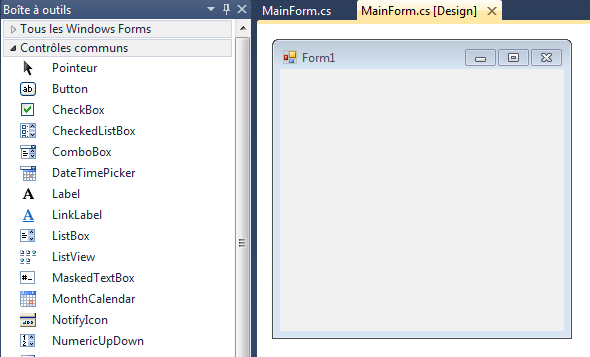 Boîte à outils
Tous les Windows Forms
Contrôles communs
Pointeur
ab Button
CheckBox
CheckedListBox
ComboBox
DateTimePicker
A Label
A LinkLabel
ListBox
ListView
MaskedTextBox
MonthCalendar
NotifyIcon
NumericUpDown
MainForm.cs
MainForm.cs [Design]
Form1